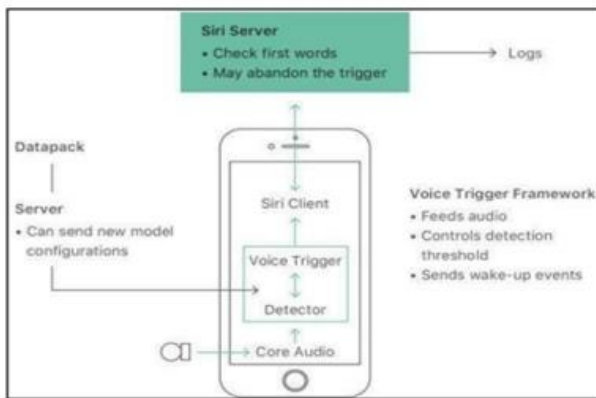 Siri Server
• Check first words
• May abandon the trigger
Logs
Datapack
Server
• Can send new model
configurations
Siri Client
Voice Trigger
Detector
Core Audio
Voice Trigger Framework
• Feeds audio
• Controls detection
threshold
• Sends wake-up events